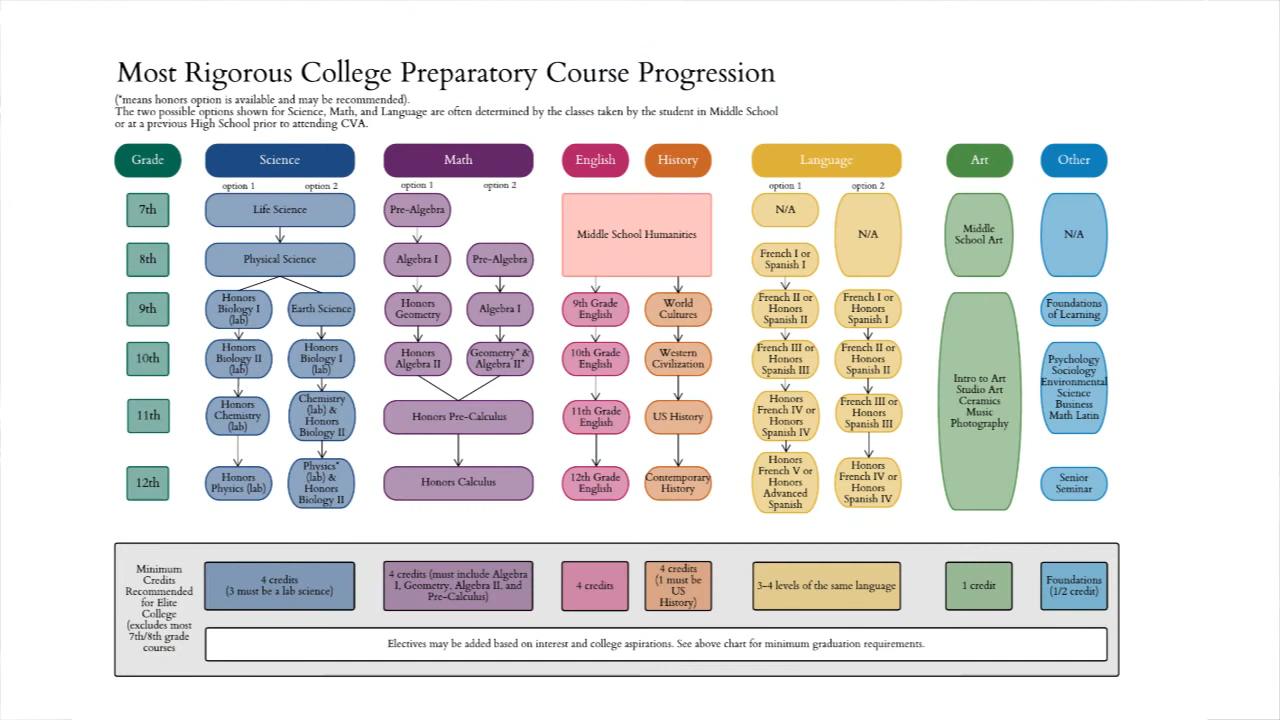 Most Rigorous College Preparatory Course Progression
(*means honors option is available and may be recommended).
The two possible options shown for Science, Math, and Language are often determined by the classes taken by the student in Middle School
or at a previous High School prior to attending CVA.
Grade
Science
Math
English
History
Language
Art
Other
option 1
option 2
option 1
option 2
option 1
option 2
7th
Life Science
Pre-Algebra
Middle School Humanities
N/A
N/A
Middle
School Art
N/A
8th
Physical Science
Algebra I
Pre-Algebra
French I or
Spanish I
9th
Honors
Biology I
(lab)
Earth Science
Honors
Geometry
Algebra I
9th Grade
English
World
Cultures
French II or
Honors
Spanish II
French I or
Honors
Spanish I
Foundations
of Learning
10th
Honors
Biology II
(lab)
Honors
Biology I
(lab)
Honors
Algebra II
Geometry* &
Algebra II*
10th Grade
English
Western
Civilization
French III or
Honors
Spanish III
French II or
Honors
Spanish II
Intro to Art
Studio Art
Ceramics
Music
Photography
Psychology
Sociology
Environmental
Science
Business
Math Latin
11th
Honors
Chemistry
(lab)
Chemistry
(lab) &
Honors
Biology II
Honors Pre-Calculus
11th Grade
English
US History
Honors
French IV or
Honors
Spanish IV
French III or
Honors
Spanish III
12th
Honors
Physics (lab)
Physics*
(lab) &
Honors
Biology II
Honors Calculus
12th Grade
English
Contemporary
History
Honors
French V or
Honors
Advanced
Spanish
Honors
French IV or
Honors
Spanish IV
Senior
Seminar
Minimum
Credits
Recommended
for Elite
College
(excludes most
7th/8th grade
courses
4 credits
(3 must be a lab science)
4 credits (must include Algebra
I, Geometry, Algebra II, and
Pre-Calculus)
4 credits
4 credits
(1 must be
US
History)
3-4 levels of the same language
1 credit
Foundations
(1/2 credit)
Electives may be added based on interest and college aspirations. See above chart for minimum graduation requirements.